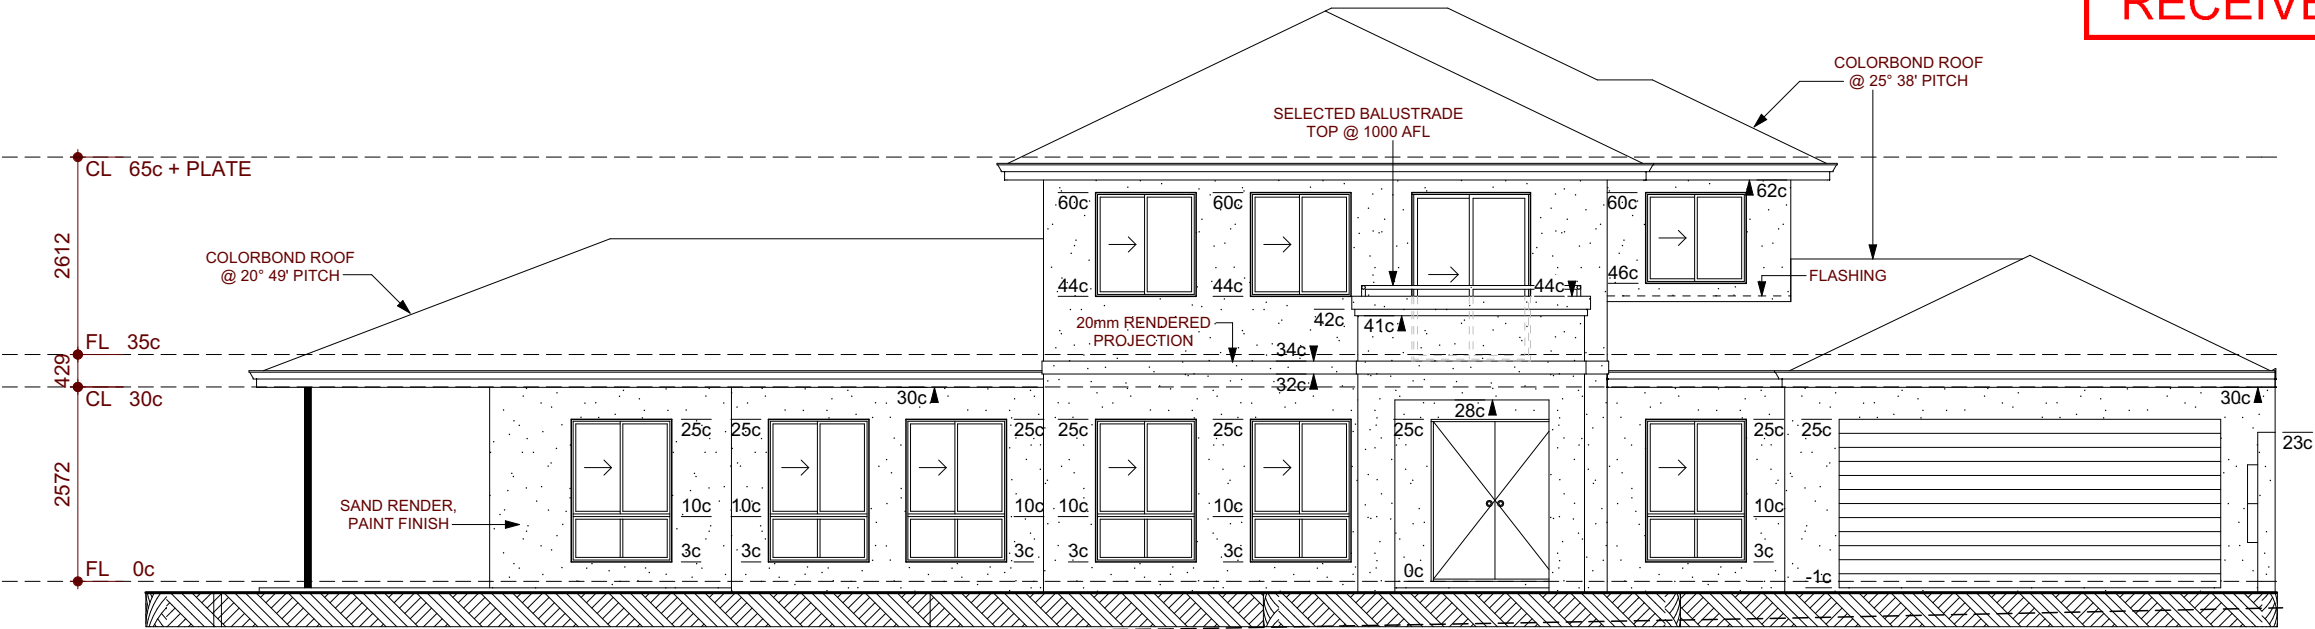 RECEIVE
COLORBOND ROOF
@ 25° 38' PITCH
SELECTED BALUSTRADE
TOP @ 1000 AFL
CL 65c + PLATE
60c
60c
60c
62c
2612
COLORBOND ROOF
@ 20° 49' PITCH
44c
44c
44c
46c
FLASHING
42c
41c
20mm RENDERED
PROJECTION
FL 35c
34c
429
32c
CL 30c
30c
30c
28c
25c
25c
25c
25c
25c
25c
25c
25c
23c
2572
SAND RENDER,
PAINT FINISH
10c
10c
10c
10c
10c
10c
3c
3c
3c
3c
3c
3c
FL 0c
0c
-1c